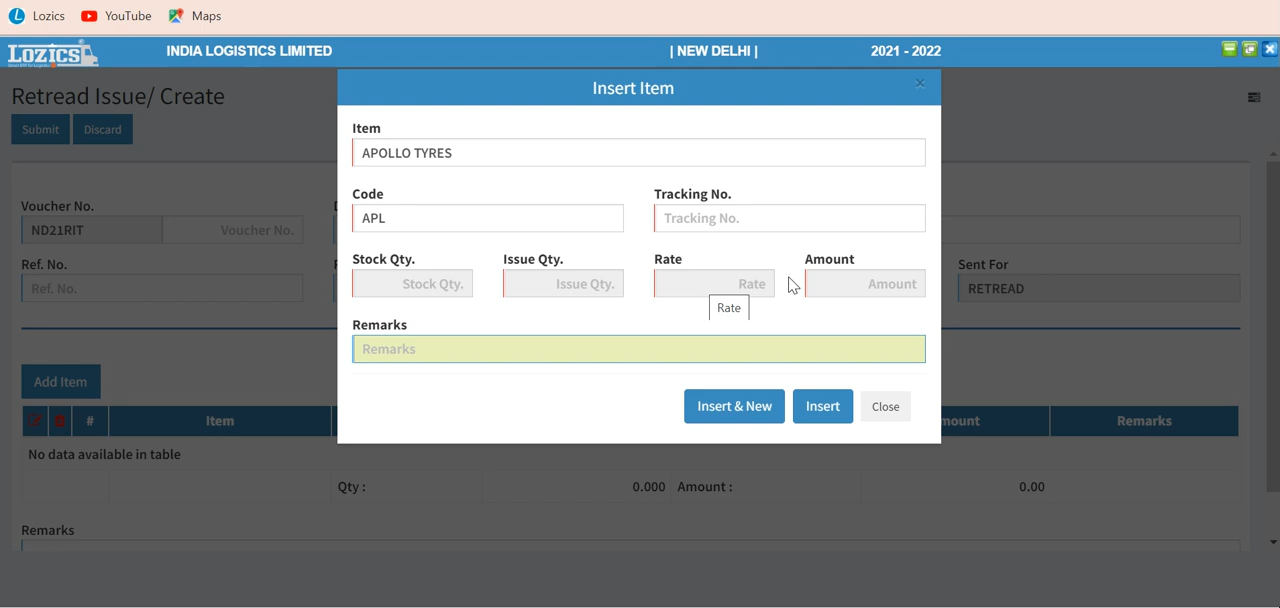 Lozics YouTube Maps
LOZICS INDIA LOGISTICS LIMITED | NEW DELHI | 2021 - 2022
Retread Issue/ Create
Submit Discard
Insert Item
×
Item
APOLLO TYRES
Code Tracking No.
APL Tracking No.
Stock Qty. Issue Qty. Rate Amount
Stock Qty. Issue Qty. Rate Amount
Rate
Remarks
Remarks
Insert & New Insert Close
Voucher No.
ND21RIT Voucher No.
Ref. No. Sent For
Ref. No. RETREAD
Add Item
# Item mount Remarks
No data available in table
Qty : 0.000 Amount : 0.00
Remarks